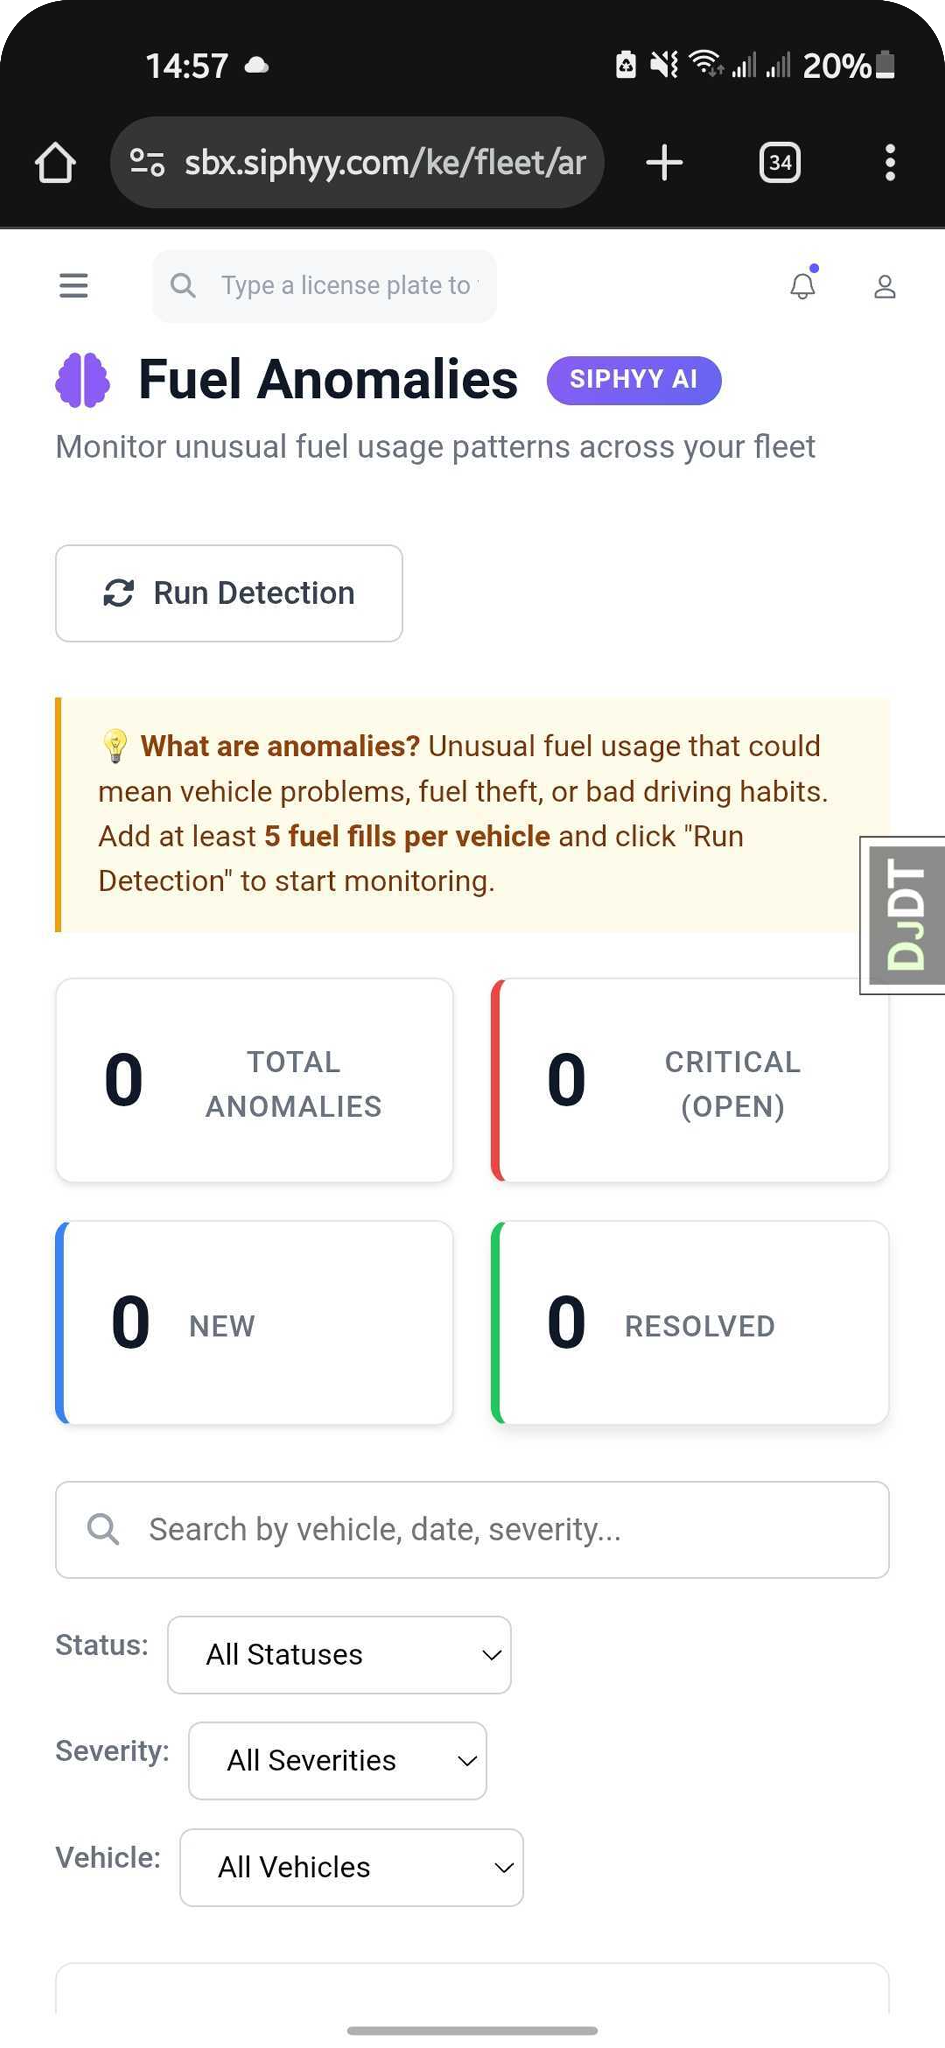 14:57
20%
sbx.siphyy.com/ke/fleet/ar
34
Type a license plate to
Fuel Anomalies
SIPHYY AI
Monitor unusual fuel usage patterns across your fleet
Run Detection
💡 What are anomalies? Unusual fuel usage that could
mean vehicle problems, fuel theft, or bad driving habits.
Add at least 5 fuel fills per vehicle and click "Run
Detection" to start monitoring.
DJDT
0
TOTAL
ANOMALIES
0
CRITICAL
(OPEN)
0 NEW
0 RESOLVED
Search by vehicle, date, severity...
Status: All Statuses
Severity: All Severities
Vehicle: All Vehicles